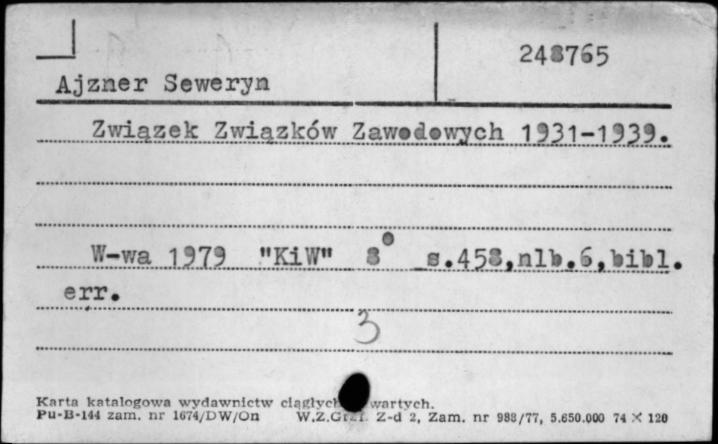 248765
Ajzner Seweryn
Związek Związków Zawodowych 1931-1939.
W-wa 1979 "KiW" 8° s.458,nlb.6,bibl.
err.
3
Karta katalogowa wydawnictw ciągłych wartych.
Pu-B-144 zam. nr 1674/DW/On W.Z.Graf. Z-d 2, Zam. nr 988/77, 5.650.000 74 X 120